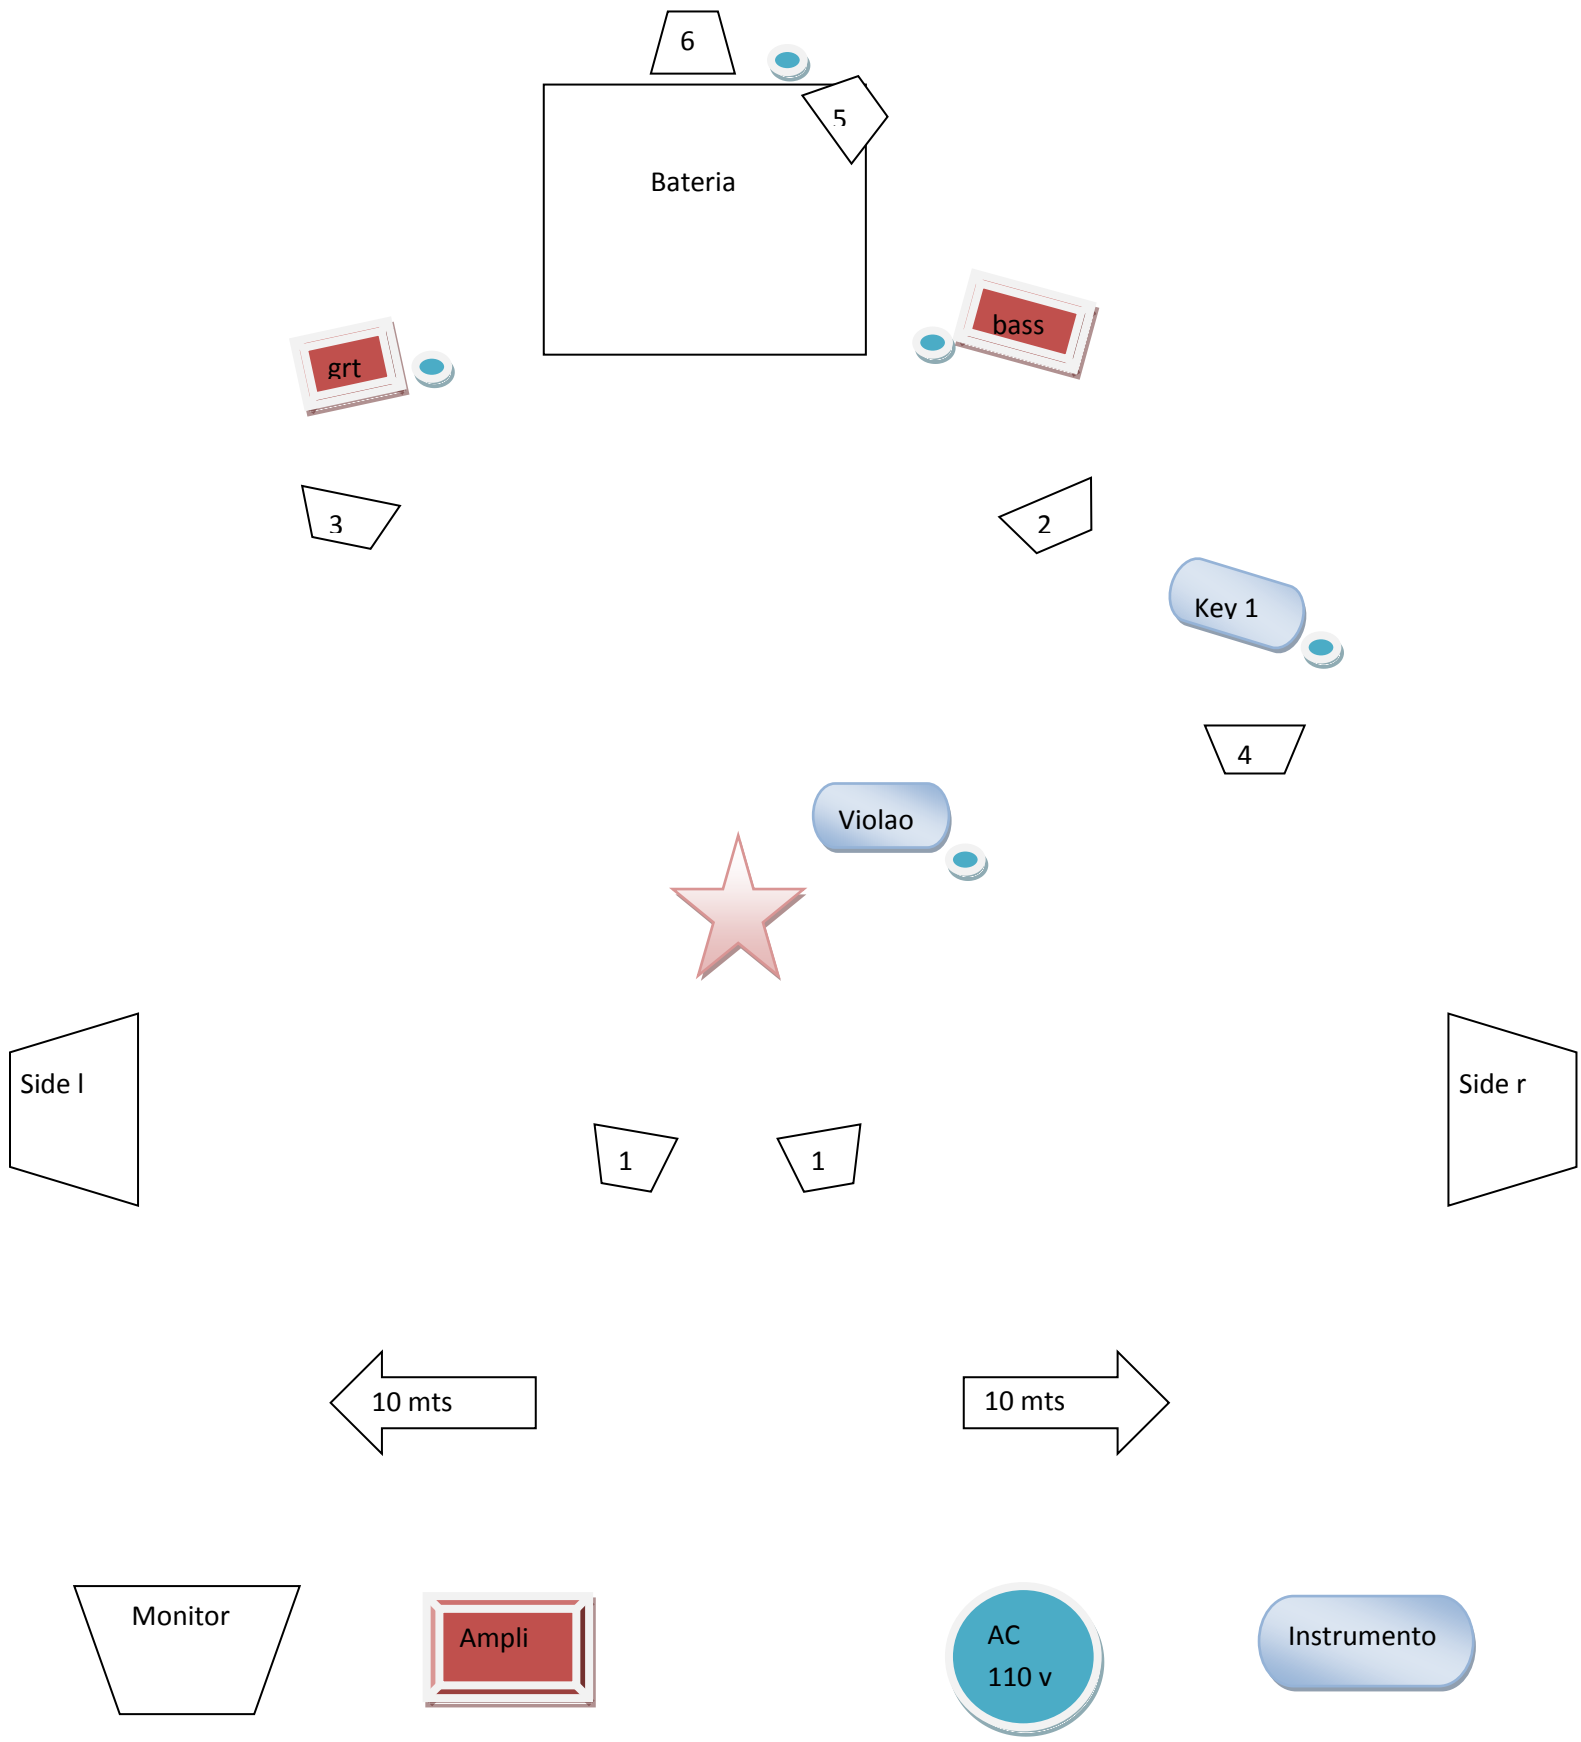 6
5
Bateria
bass
grt
3
2
Key 1
4
Violao
Side l
Side r
1
1
10 mts
10 mts
Monitor
Ampli
AC
110 v
Instrumento